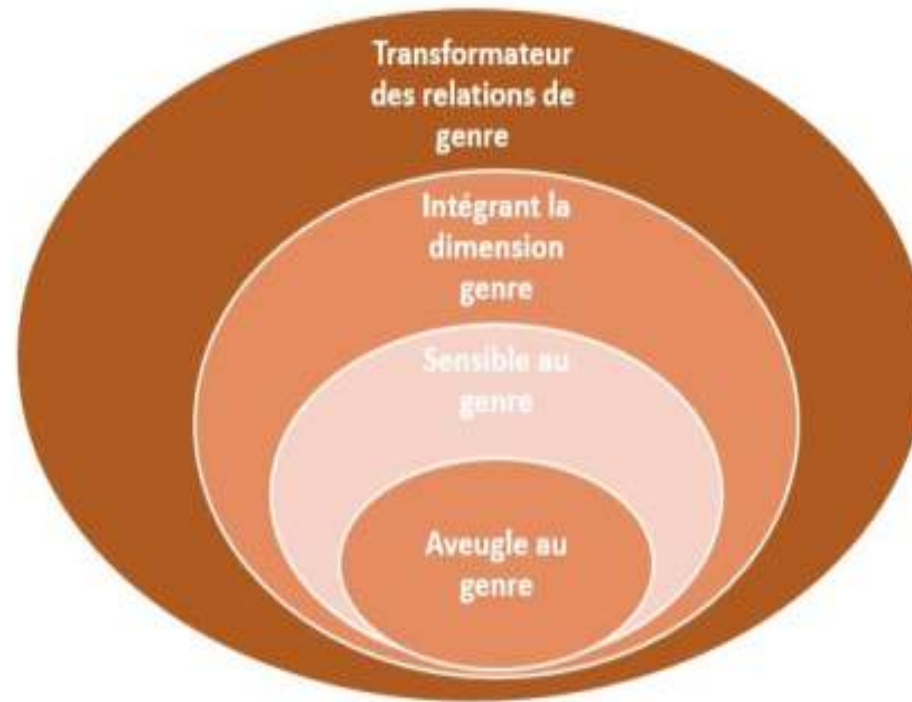 Transformateur
des relations de
genre
Intégrant la
dimension
genre
Sensible au
genre
Aveugle au
genre